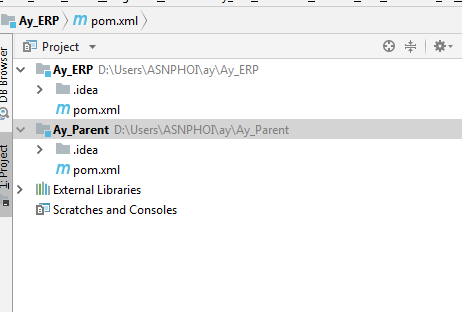 Ay_ERP pom.xml
Project
Ay_ERP D:\Users\ASNPHOI\ay\Ay_ERP
.idea
pom.xml
Ay_Parent D:\Users\ASNPHOI\ay\Ay_Parent
.idea
pom.xml
External Libraries
Scratches and Consoles
DB Browser
1: Project